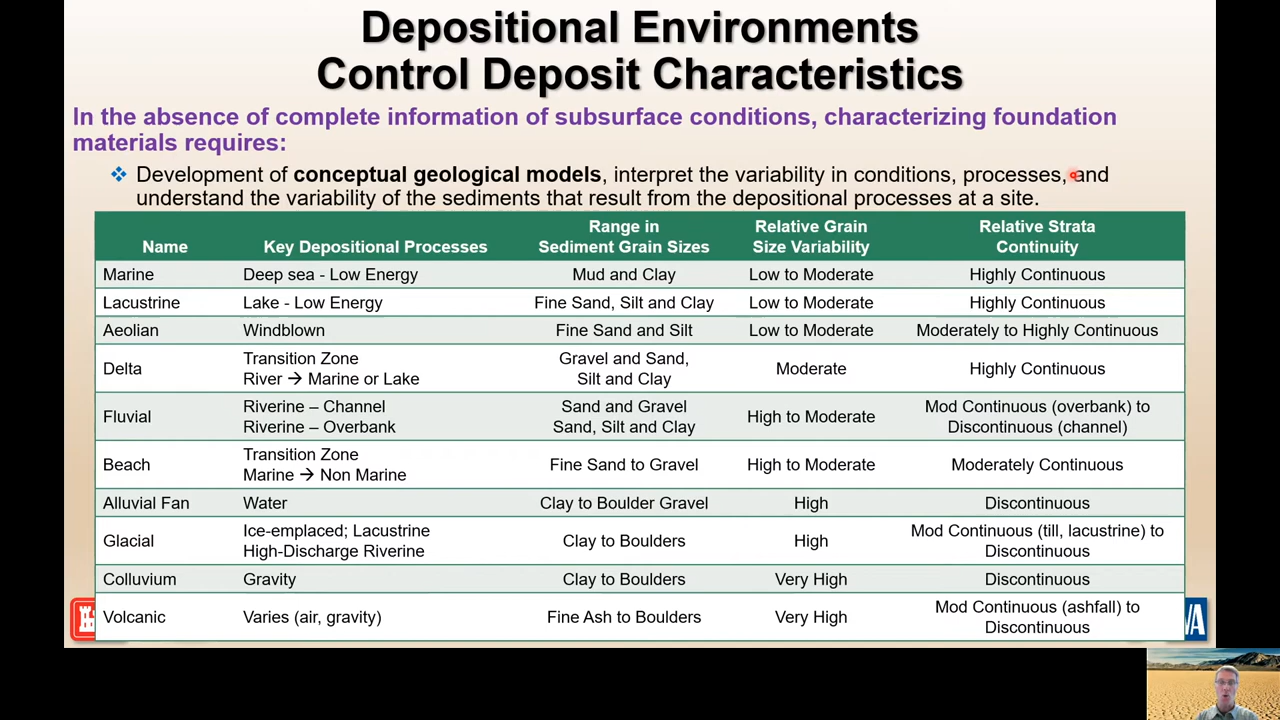 Depositional Environments
Control Deposit Characteristics
In the absence of complete information of subsurface conditions, characterizing foundation
materials requires:
❖ Development of conceptual geological models, interpret the variability in conditions, processes, and
understand the variability of the sediments that result from the depositional processes at a site.
Name Key Depositional Processes Range in Sediment Grain Sizes Relative Grain Size Variability Relative Strata Continuity
Marine Deep sea - Low Energy Mud and Clay Low to Moderate Highly Continuous
Lacustrine Lake - Low Energy Fine Sand, Silt and Clay Low to Moderate Highly Continuous
Aeolian Windblown Fine Sand and Silt Low to Moderate Moderately to Highly Continuous
Delta Transition Zone River → Marine or Lake Gravel and Sand, Silt and Clay Moderate Highly Continuous
Fluvial Riverine – Channel Riverine – Overbank Sand and Gravel Sand, Silt and Clay High to Moderate Mod Continuous (overbank) to Discontinuous (channel)
Beach Transition Zone Marine → Non Marine Fine Sand to Gravel High to Moderate Moderately Continuous
Alluvial Fan Water Clay to Boulder Gravel High Discontinuous
Glacial Ice-emplaced; Lacustrine High-Discharge Riverine Clay to Boulders High Mod Continuous (till, lacustrine) to Discontinuous
Colluvium Gravity Clay to Boulders Very High Discontinuous
Volcanic Varies (air, gravity) Fine Ash to Boulders Very High Mod Continuous (ashfall) to Discontinuous